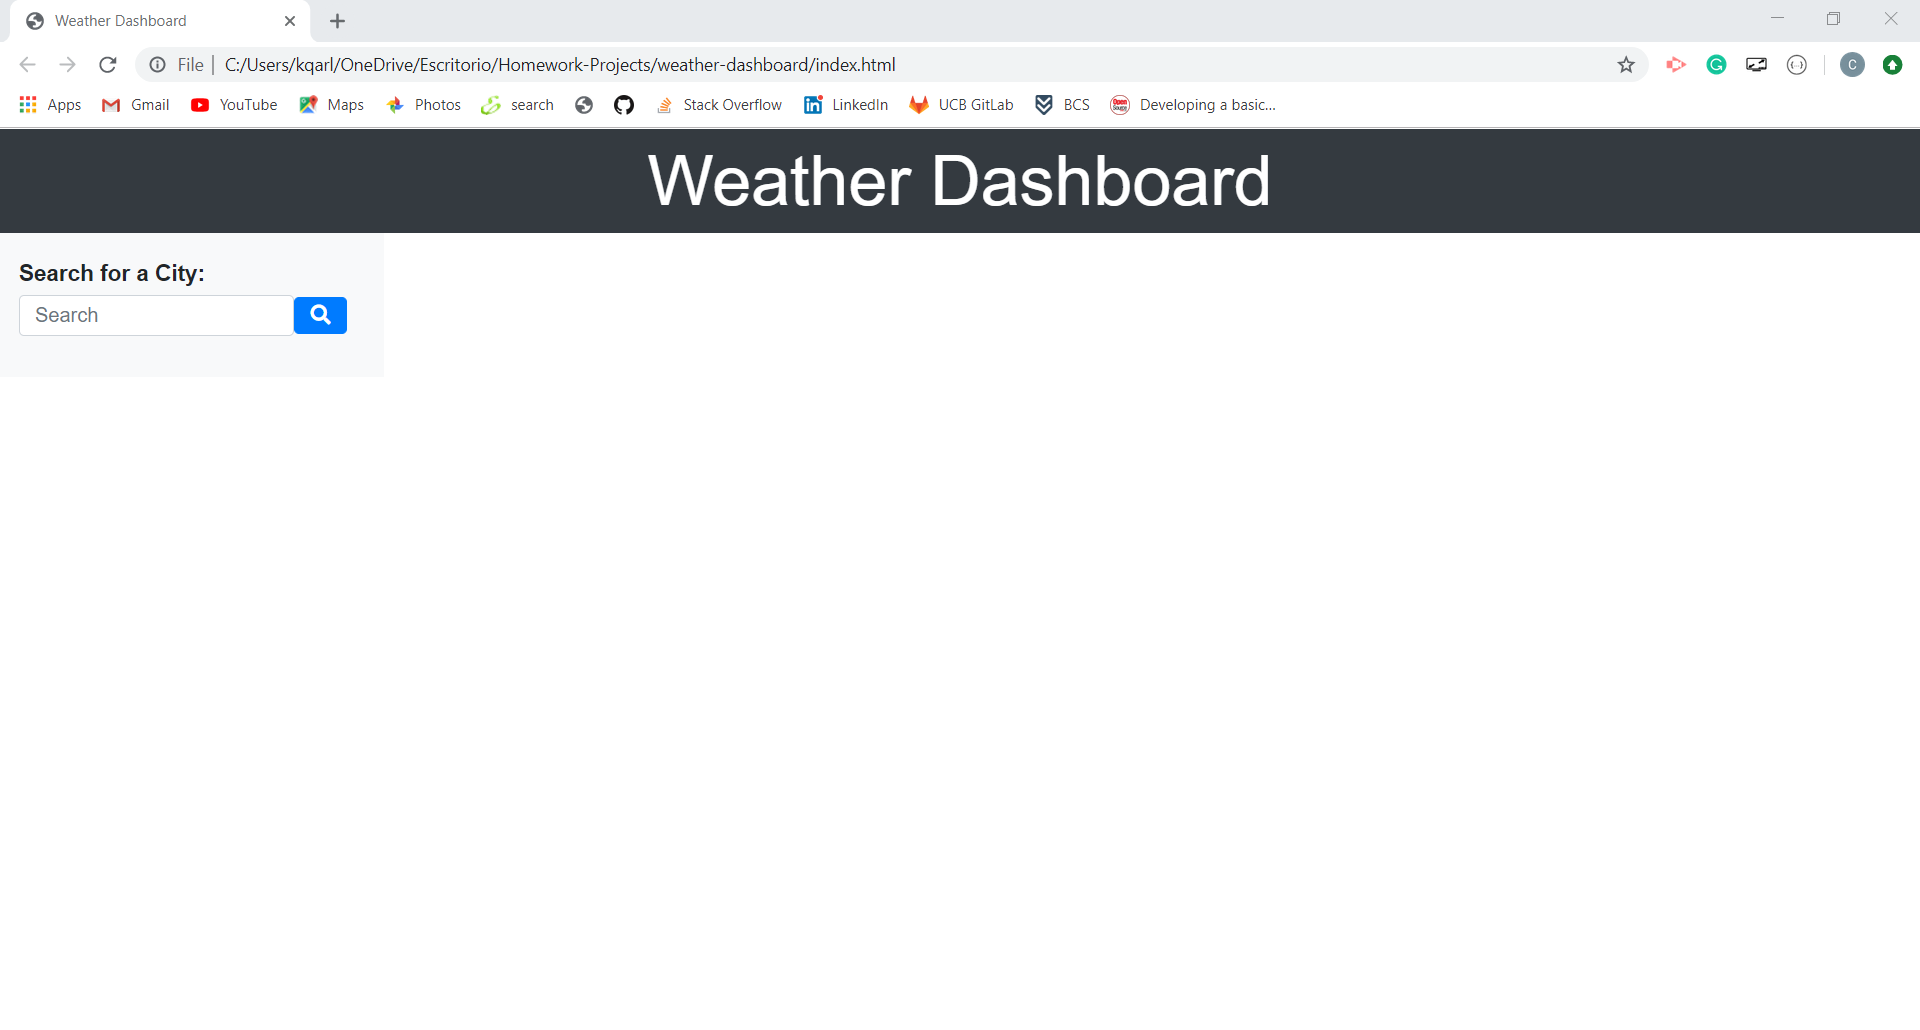 Weather Dashboard
File | C:/Users/kqarl/OneDrive/Escritorio/Homework-Projects/weather-dashboard/index.html
C
Apps Gmail YouTube Maps Photos search Stack Overflow LinkedIn UCB GitLab BCS Developing a basic...
Weather Dashboard
Search for a City:
Search